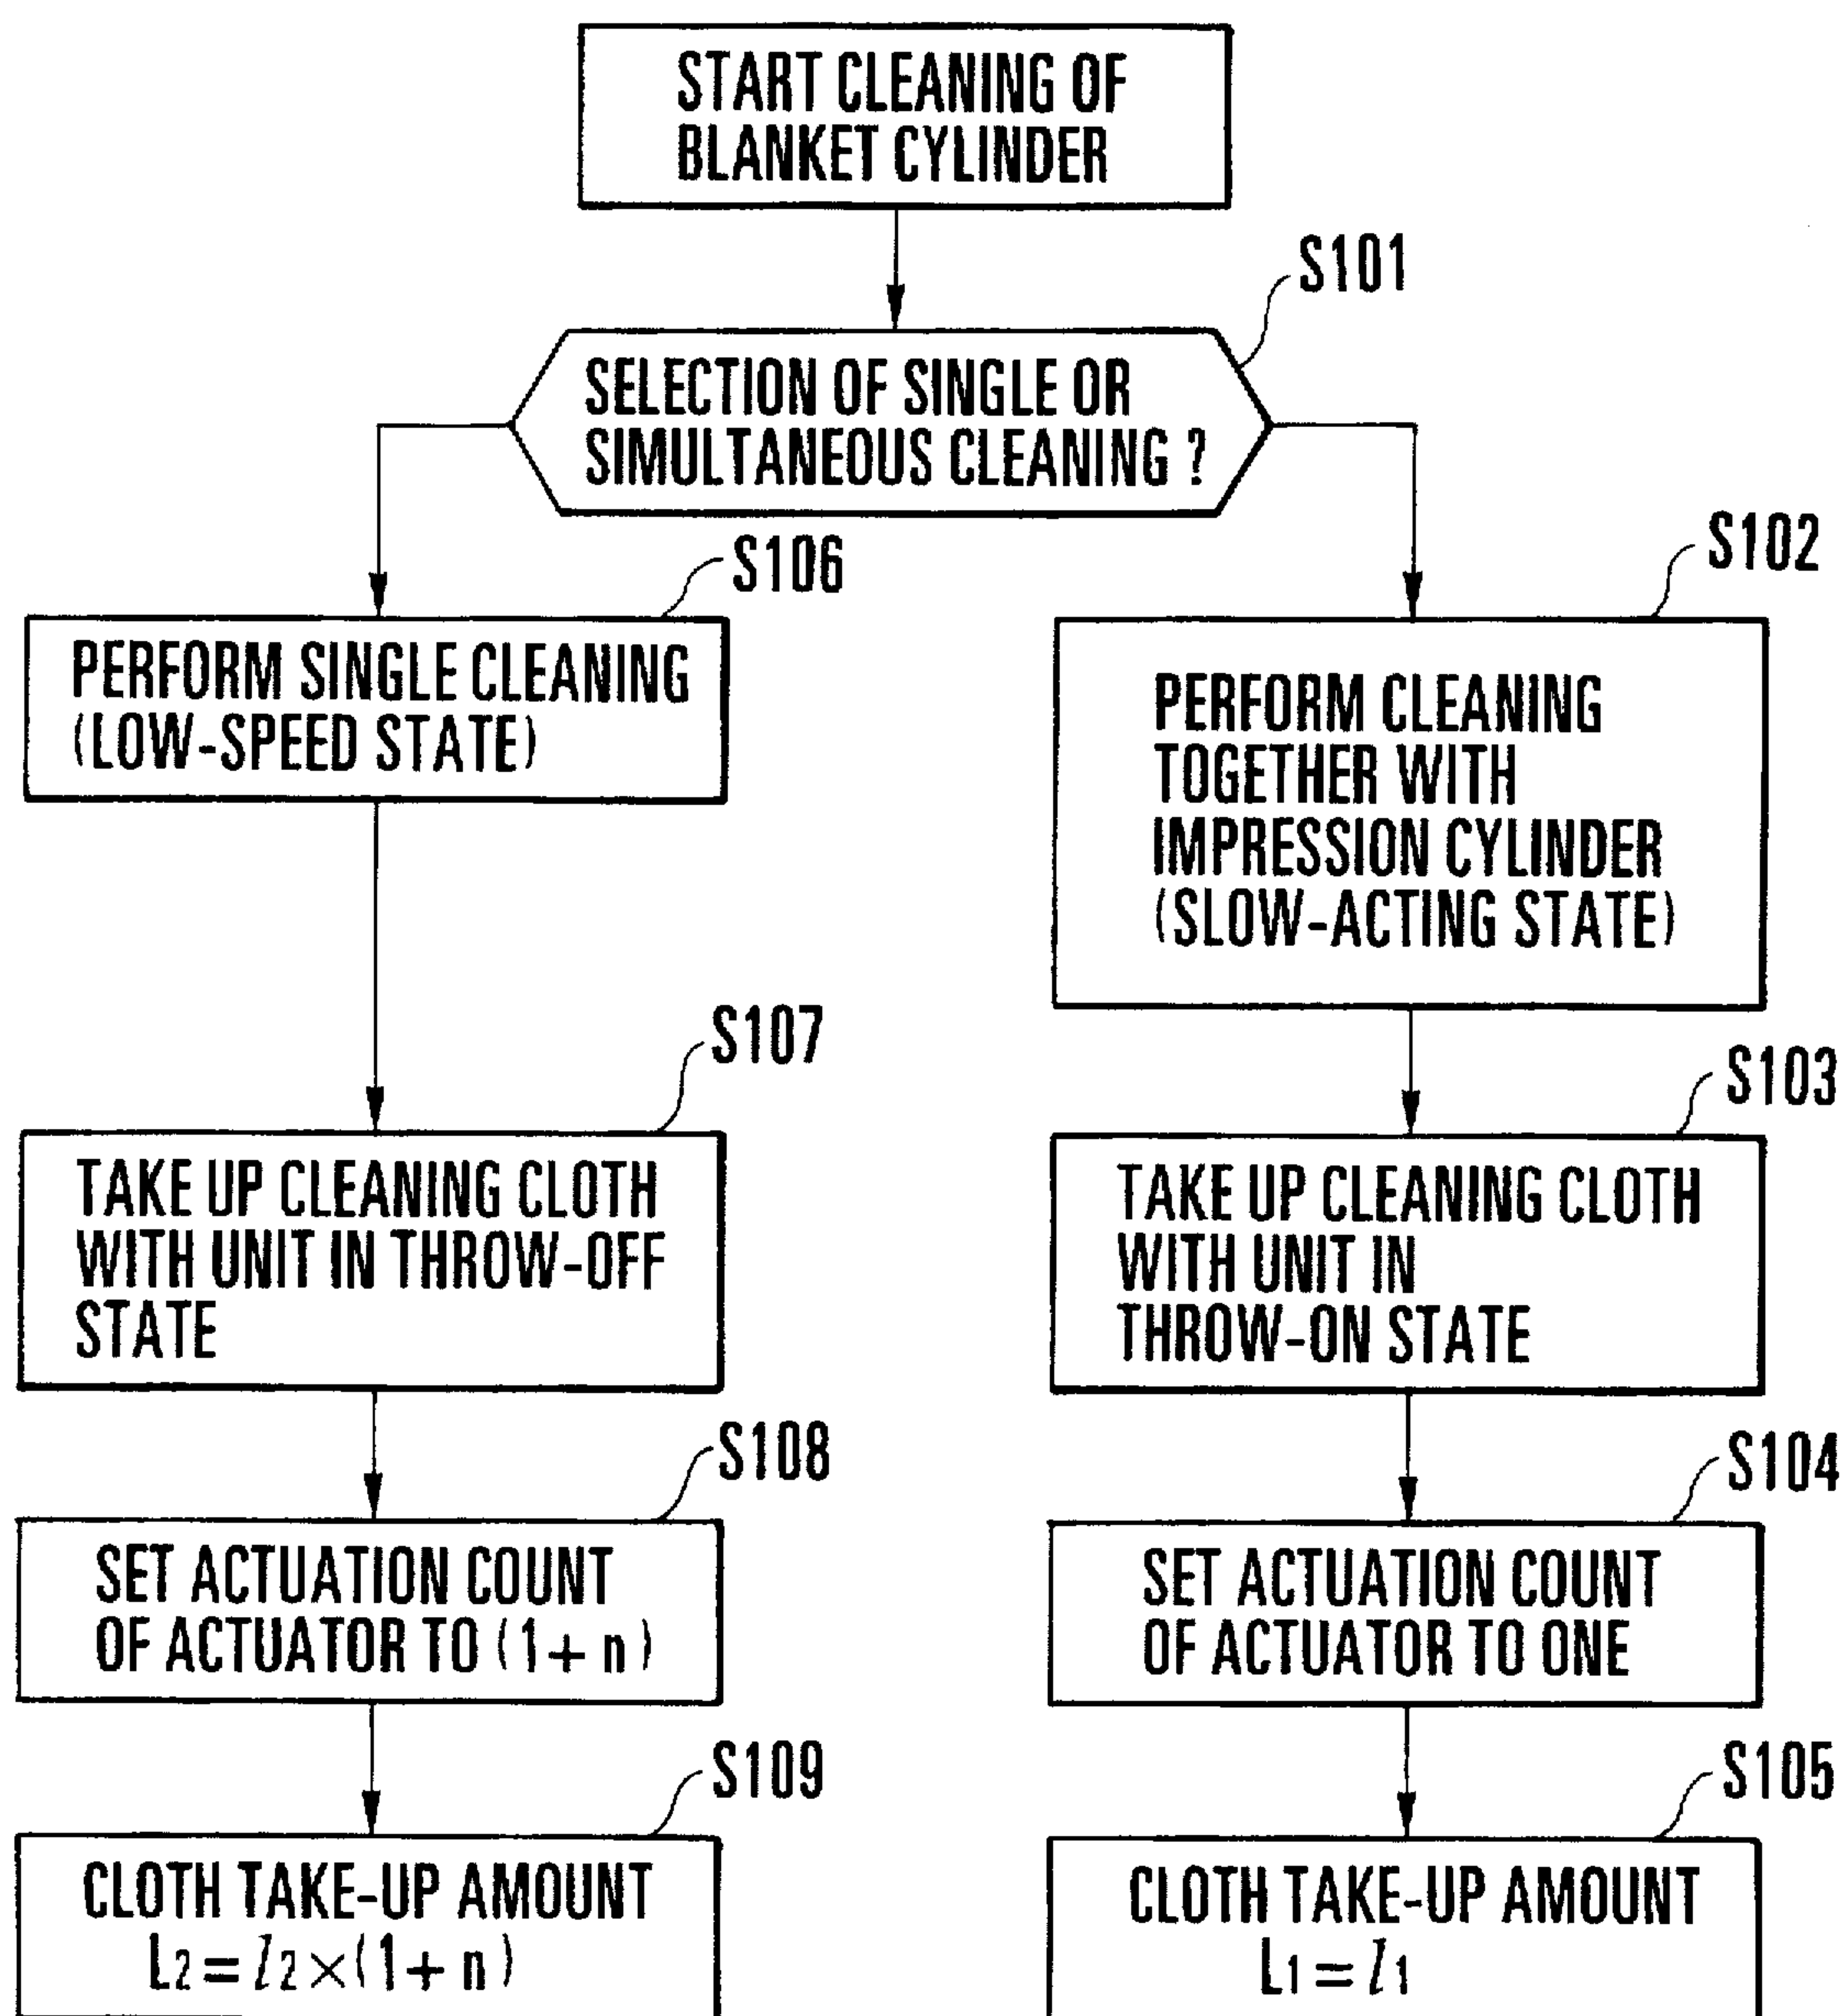 START CLEANING OF
BLANKET CYLINDER
S101
SELECTION OF SINGLE OR
SIMULTANEOUS CLEANING ?
S106
PERFORM SINGLE CLEANING
(LOW-SPEED STATE)
S102
PERFORM CLEANING
TOGETHER WITH
IMPRESSION CYLINDER
(SLOW-ACTING STATE)
S107
TAKE UP CLEANING CLOTH
WITH UNIT IN THROW-OFF
STATE
S103
TAKE UP CLEANING CLOTH
WITH UNIT IN
THROW-ON STATE
S108
SET ACTUATION COUNT
OF ACTUATOR TO (1+n)
S104
SET ACTUATION COUNT
OF ACTUATOR TO ONE
S109
CLOTH TAKE-UP AMOUNT
L2=l2×(1+n)
S105
CLOTH TAKE-UP AMOUNT
L1=l1